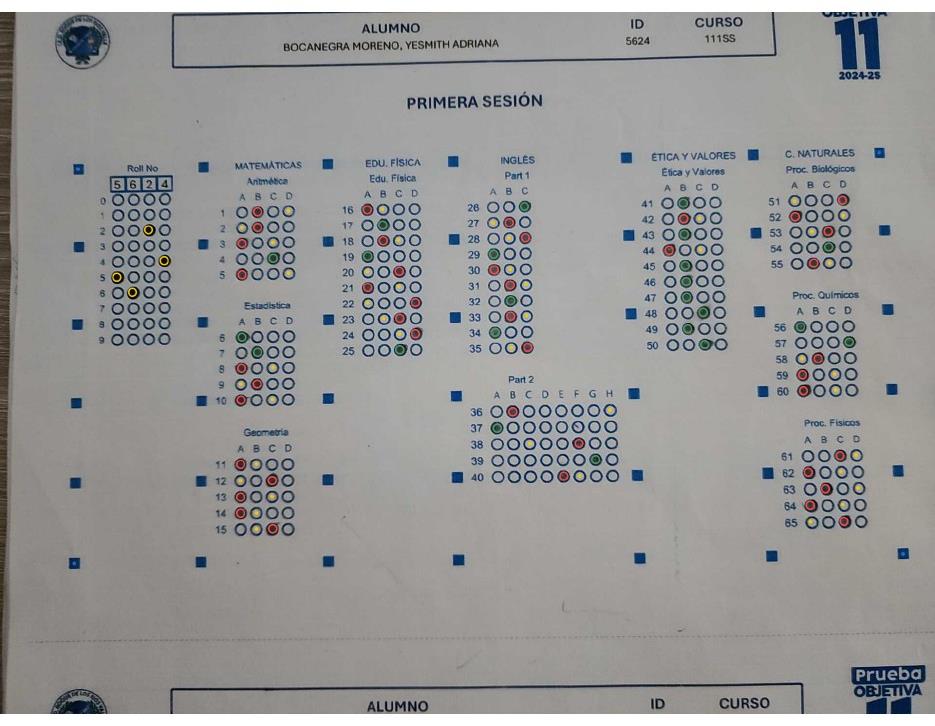 ALUMNO ID CURSO
BOCANEGRA MORENO, YESMITH ADRIANA 5624 111SS
OBJETIVA
11
2024-25
PRIMERA SESIÓN
Roll No
5 6 2 4
0
1
2
3
4
5
6
7
8
9
MATEMÁTICAS
Aritmética
A B C D
1
2
3
4
5
Estadística
A B C D
6
7
8
9
10
Geometría
A B C D
11
12
13
14
15
EDU. FÍSICA
Edu. Física
A B C D
16
17
18
19
20
21
22
23
24
25
INGLÉS
Part 1
A B C
26
27
28
29
30
31
32
33
34
35
Part 2
A B C D E F G H
36
37
38
39
40
ÉTICA Y VALORES
Ética y Valores
A B C D
41
42
43
44
45
46
47
48
49
50
C. NATURALES
Proc. Biológicos
A B C D
51
52
53
54
55
Proc. Químicos
A B C D
56
57
58
59
60
Proc. Físicos
A B C D
61
62
63
64
65
Prueba
OBJETIVA
11
ALUMNO ID CURSO